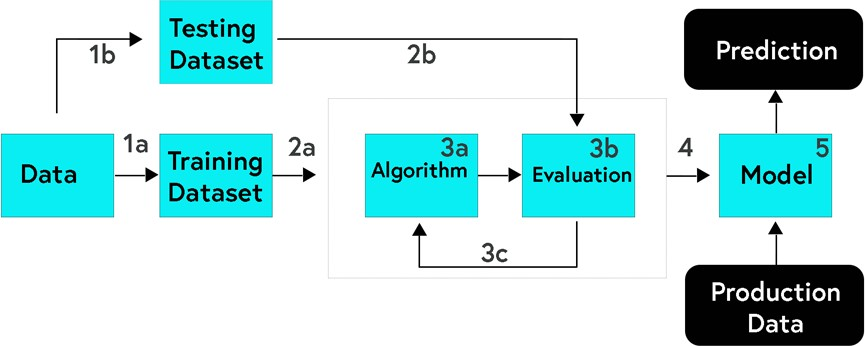 Testing
Dataset
1b
2b
Prediction
Data
1a
Training
Dataset
2a
3a
Algorithm
3b
Evaluation
3c
4
5
Model
Production
Data